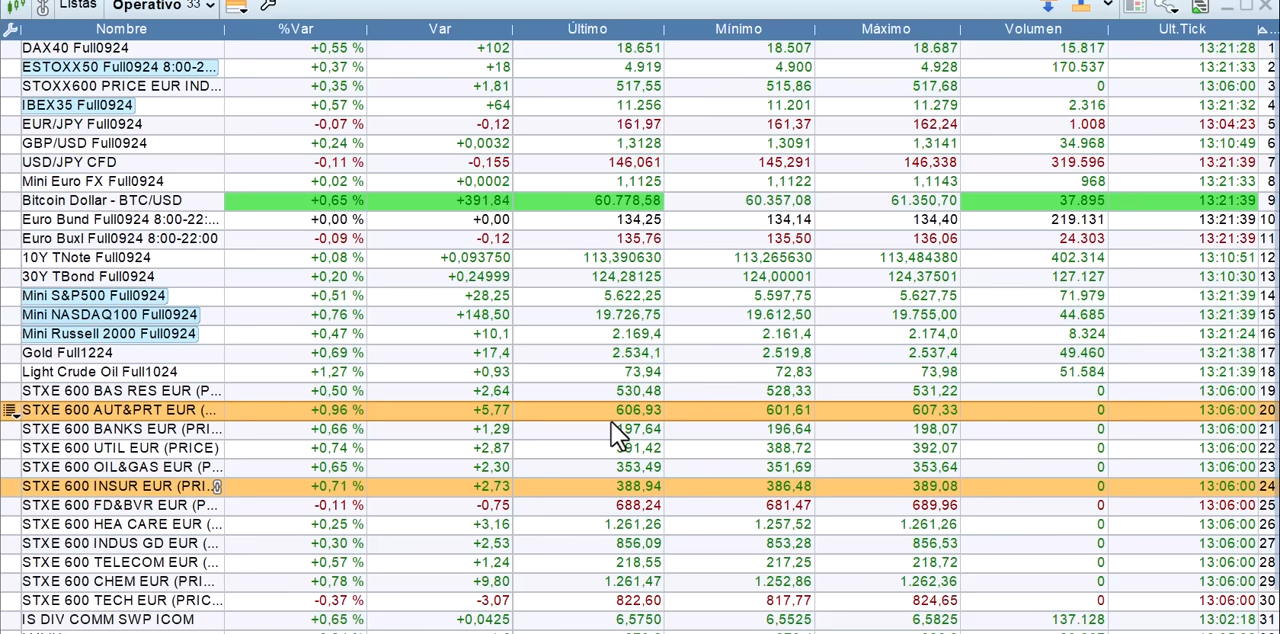 Listas Operativo 33
Nombre %Var Var Último Mínimo Máximo Volumen Ult.Tick
DAX40 Full0924 +0,55 % +102 18.651 18.507 18.687 15.817 13:21:28 1
ESTOXX50 Full0924 8:00-2... +0,37 % +18 4.919 4.900 4.928 170.537 13:21:33 2
STOXX600 PRICE EUR IND... +0,35 % +1,81 517,55 515,86 517,68 0 13:06:00 3
IBEX35 Full0924 +0,57 % +64 11.256 11.201 11.279 2.316 13:21:32 4
EUR/JPY Full0924 -0,07 % -0,12 161,97 161,37 162,24 1.008 13:04:23 5
GBP/USD Full0924 +0,24 % +0,0032 1,3128 1,3091 1,3141 34.968 13:10:49 6
USD/JPY CFD -0,11 % -0,155 146,061 145,291 146,338 319.596 13:21:39 7
Mini Euro FX Full0924 +0,02 % +0,0002 1,1125 1,1122 1,1143 968 13:21:33 8
Bitcoin Dollar - BTC/USD +0,65 % +391,84 60.778,58 60.357,08 61.350,70 37.895 13:21:39 9
Euro Bund Full0924 8:00-22:... +0,00 % +0,00 134,25 134,14 134,40 219.131 13:21:39 10
Euro Buxl Full0924 8:00-22:00 -0,09 % -0,12 135,76 135,50 136,06 24.303 13:21:39 11
10Y TNote Full0924 +0,08 % +0,093750 113,390630 113,265630 113,484380 402.314 13:10:51 12
30Y TBond Full0924 +0,20 % +0,24999 124,28125 124,00001 124,37501 127.127 13:10:30 13
Mini S&P500 Full0924 +0,51 % +28,25 5.622,25 5.597,75 5.627,75 71.979 13:21:39 14
Mini NASDAQ100 Full0924 +0,76 % +148,50 19.726,75 19.612,50 19.755,00 44.685 13:21:39 15
Mini Russell 2000 Full0924 +0,47 % +10,1 2.169,4 2.161,4 2.174,0 8.324 13:21:24 16
Gold Full1224 +0,69 % +17,4 2.534,1 2.519,8 2.537,4 49.460 13:21:38 17
Light Crude Oil Full1024 +1,27 % +0,93 73,94 72,83 73,98 51.584 13:21:39 18
STXE 600 BAS RES EUR (P... +0,50 % +2,64 530,48 528,33 531,22 0 13:06:00 19
STXE 600 AUT&PRT EUR (... +0,96 % +5,77 606,93 601,61 607,33 0 13:06:00 20
STXE 600 BANKS EUR (PRI... +0,66 % +1,29 197,64 196,64 198,07 0 13:06:00 21
STXE 600 UTIL EUR (PRICE) +0,74 % +2,87 391,42 388,72 392,07 0 13:06:00 22
STXE 600 OIL&GAS EUR (P... +0,65 % +2,30 353,49 351,69 353,64 0 13:06:00 23
STXE 600 INSUR EUR (PRI... +0,71 % +2,73 388,94 386,48 389,08 0 13:06:00 24
STXE 600 FD&BVR EUR (P... -0,11 % -0,75 688,24 681,47 689,96 0 13:06:00 25
STXE 600 HEA CARE EUR (... +0,25 % +3,16 1.261,26 1.257,52 1.261,26 0 13:06:00 26
STXE 600 INDUS GD EUR (... +0,30 % +2,53 856,09 853,28 856,53 0 13:06:00 27
STXE 600 TELECOM EUR (... +0,57 % +1,24 218,55 217,25 218,72 0 13:06:00 28
STXE 600 CHEM EUR (PRI... +0,78 % +9,80 1.261,47 1.252,86 1.262,36 0 13:06:00 29
STXE 600 TECH EUR (PRIC... -0,37 % -3,07 822,60 817,77 824,65 0 13:06:00 30
IS DIV COMM SWP ICOM +0,65 % +0,0425 6,5750 6,5525 6,5825 137.128 13:02:18 31